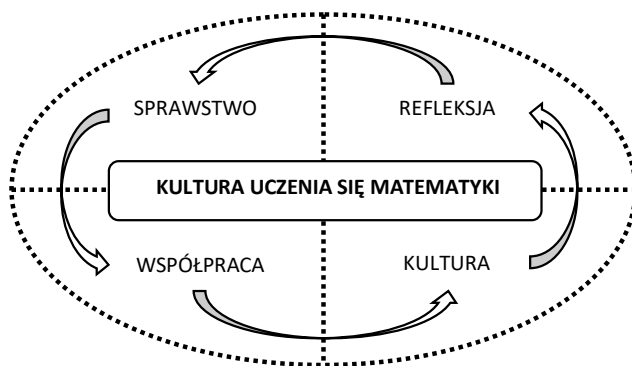 SPRAWSTWO
REFLEKSJA
KULTURA UCZENIA SIĘ MATEMATYKI
WSPÓŁPRACA
KULTURA